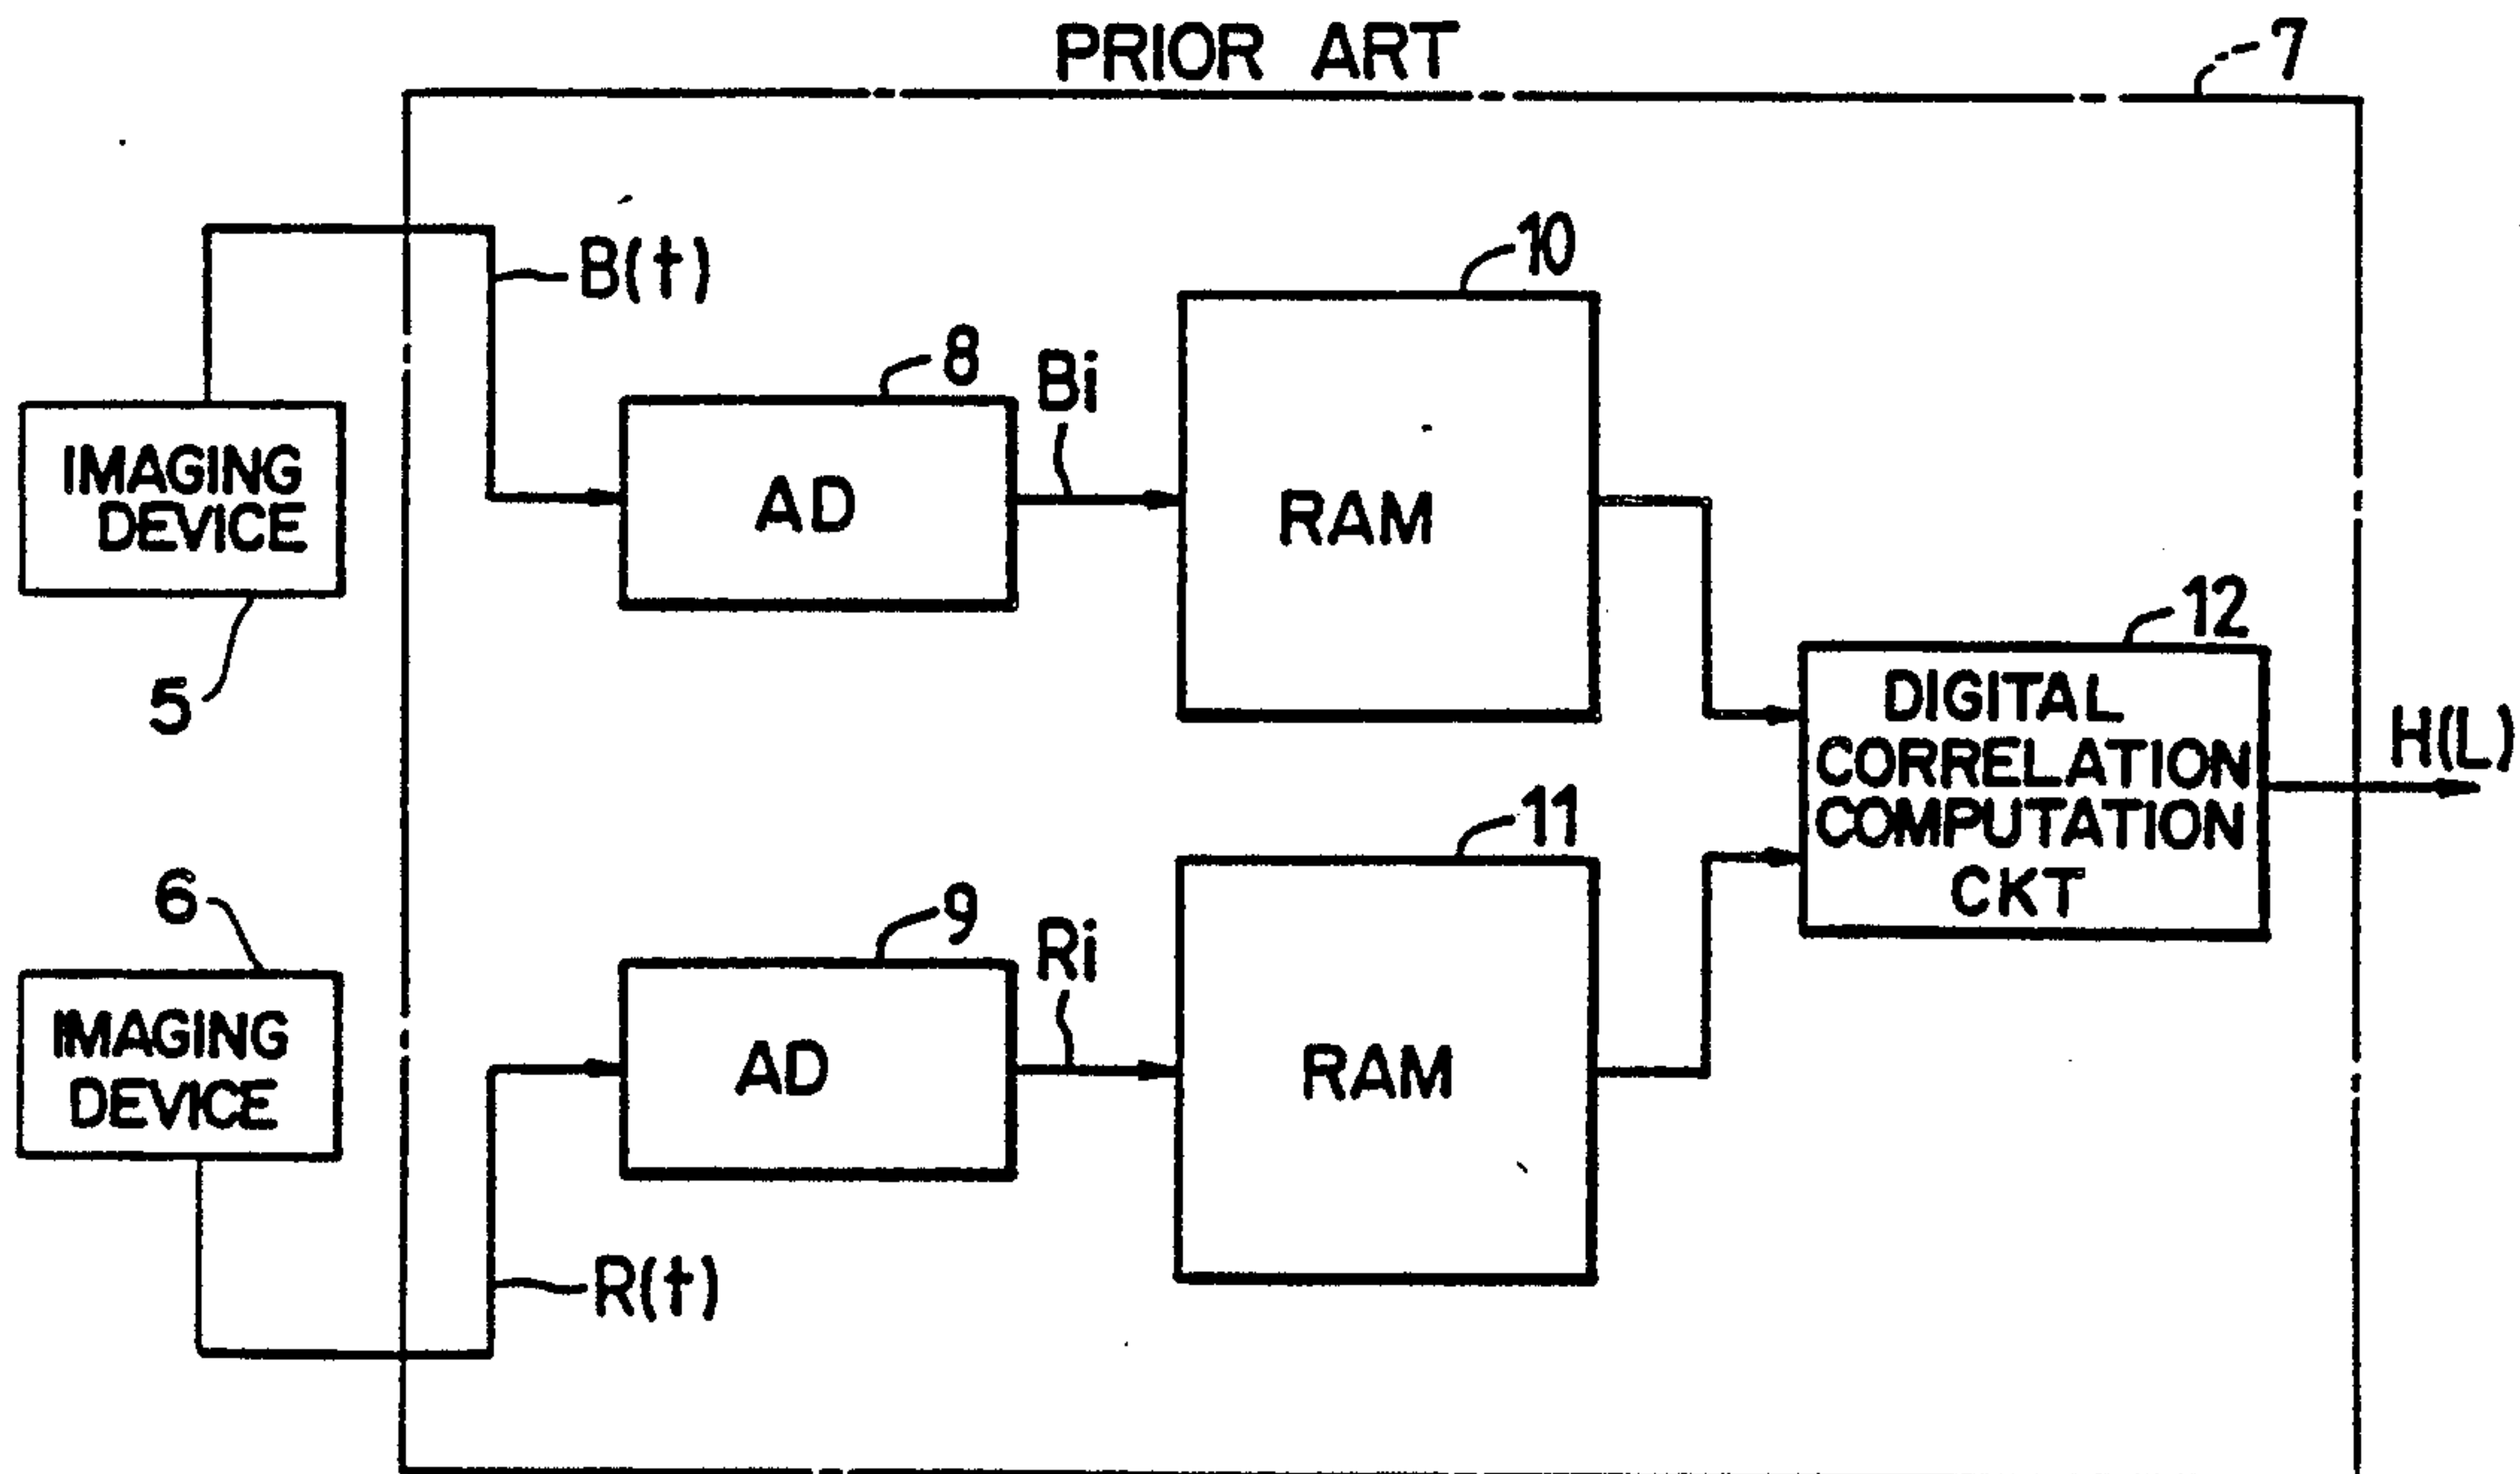 PRIOR ART
7
B(t)
10
8
Bi
IMAGING
DEVICE
AD
RAM
5
12
DIGITAL
CORRELATION
COMPUTATION
CKT
H(L)
11
6
9
Ri
IMAGING
DEVICE
AD
RAM
R(t)